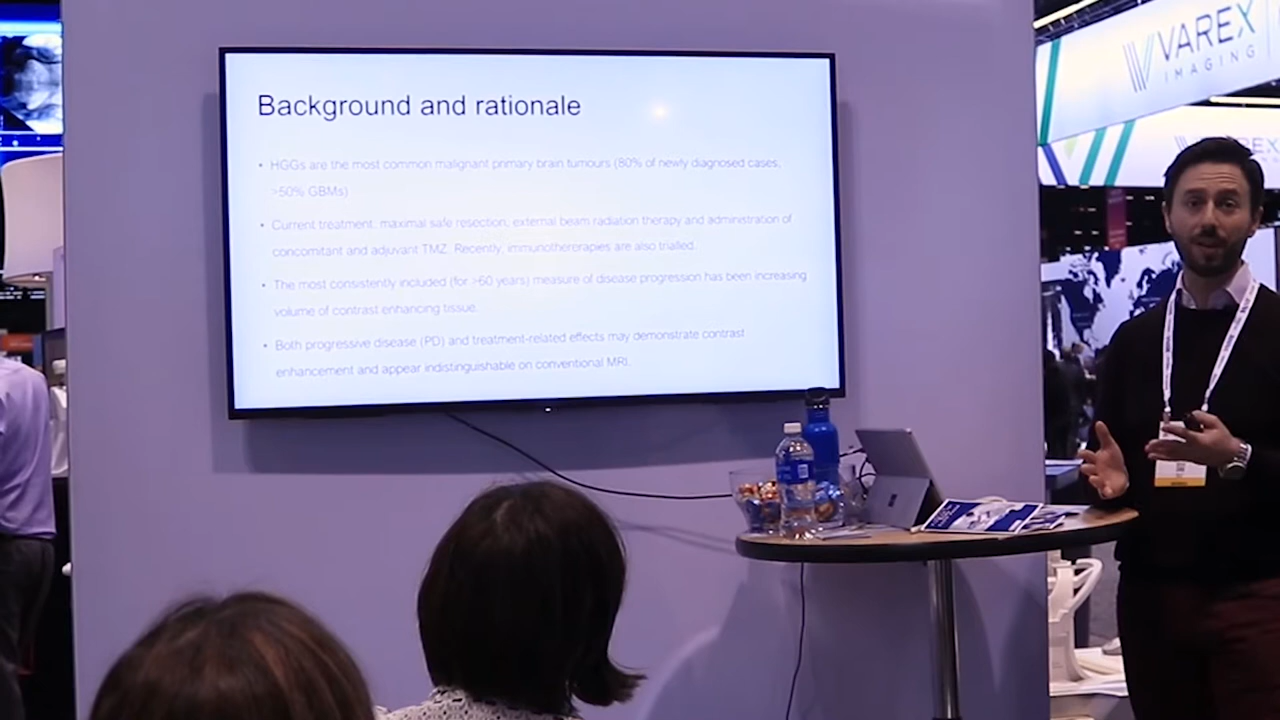 Background and rationale
• HGGs are the most common malignant primary brain tumours (80% of newly diagnosed cases,
>50% GBMs)
• Current treatment: maximal safe resection, external beam radiation therapy and administration of
concomitant and adjuvant TMZ. Recently, immunothererapies are also trialled.
• The most consistently included (for >60 years) measure of disease progression has been increasing
volume of contrast enhancing tissue.
• Both progressive disease (PD) and treatment-related effects may demonstrate contrast
enhancement and appear indistinguishable on conventional MRI.
VAREX
IMAGING
VAREX